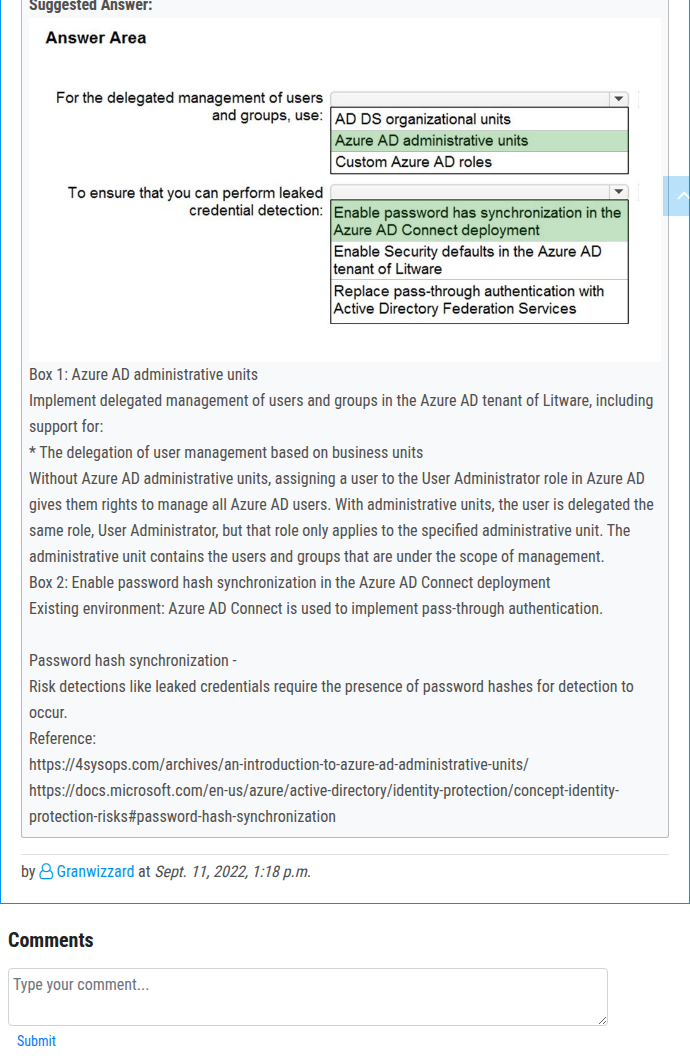 Suggested Answer:
Answer Area
For the delegated management of users
and groups, use:
AD DS organizational units
Azure AD administrative units
Custom Azure AD roles
To ensure that you can perform leaked
credential detection:
Enable password has synchronization in the
Azure AD Connect deployment
Enable Security defaults in the Azure AD
tenant of Litware
Replace pass-through authentication with
Active Directory Federation Services
Box 1: Azure AD administrative units
Implement delegated management of users and groups in the Azure AD tenant of Litware, including
support for:
* The delegation of user management based on business units
Without Azure AD administrative units, assigning a user to the User Administrator role in Azure AD
gives them rights to manage all Azure AD users. With administrative units, the user is delegated the
same role, User Administrator, but that role only applies to the specified administrative unit. The
administrative unit contains the users and groups that are under the scope of management.
Box 2: Enable password hash synchronization in the Azure AD Connect deployment
Existing environment: Azure AD Connect is used to implement pass-through authentication.
Password hash synchronization -
Risk detections like leaked credentials require the presence of password hashes for detection to
occur.
Reference:
https://4sysops.com/archives/an-introduction-to-azure-ad-administrative-units/
https://docs.microsoft.com/en-us/azure/active-directory/identity-protection/concept-identity-
protection-risks#password-hash-synchronization
by Granwizzard at Sept. 11, 2022, 1:18 p.m.
Comments
Type your comment...
Submit